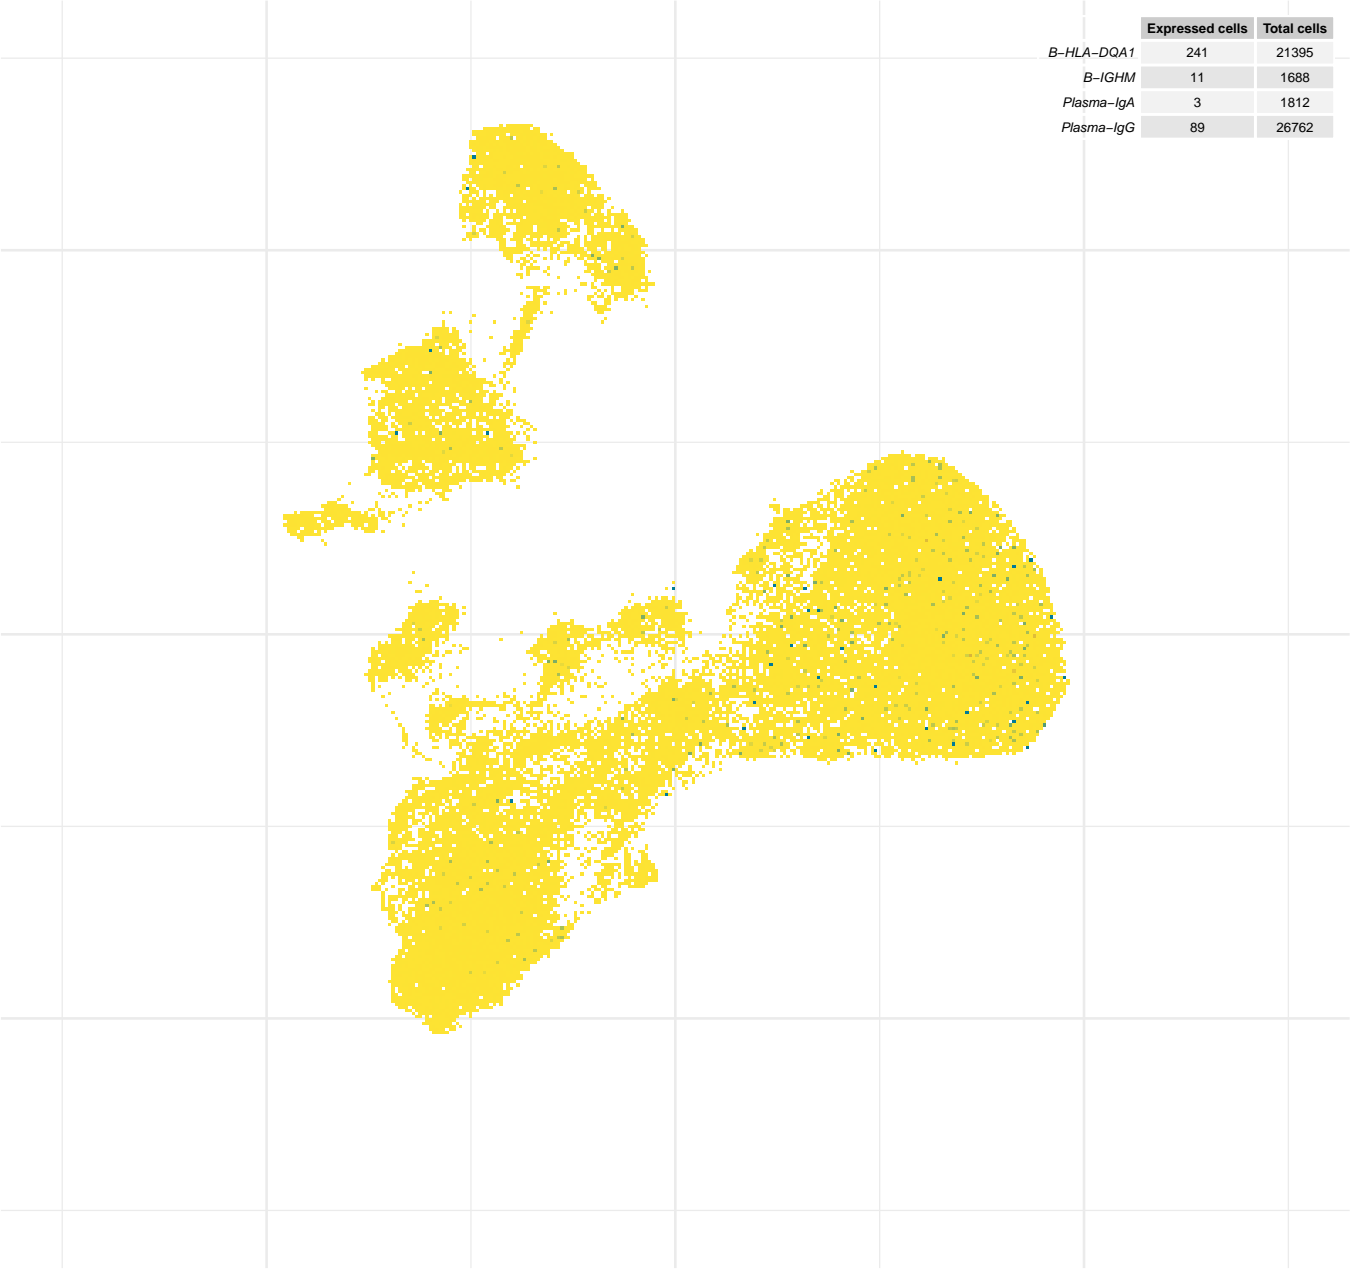 Expressed cells Total cells
B−HLA−DQA1 241 21395
B−IGHM 11 1688
Plasma−IgA 3 1812
Plasma−IgG 89 26762